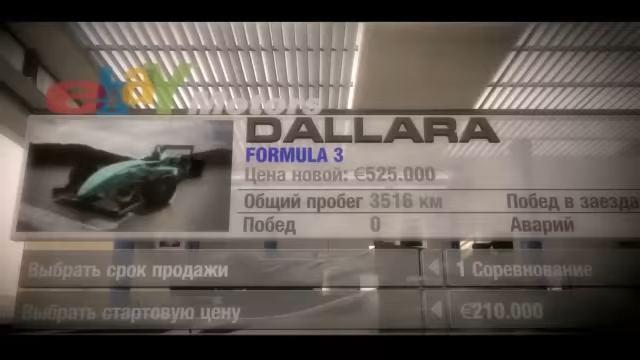 ebay Motors
DALLARA
FORMULA 3
Цена новой: €525.000
Общий пробег 3516 км Побед в заезда
Побед 0 Аварий
Выбрать срок продажи 1 Соревнование
Выбрать стартовую цену €210.000